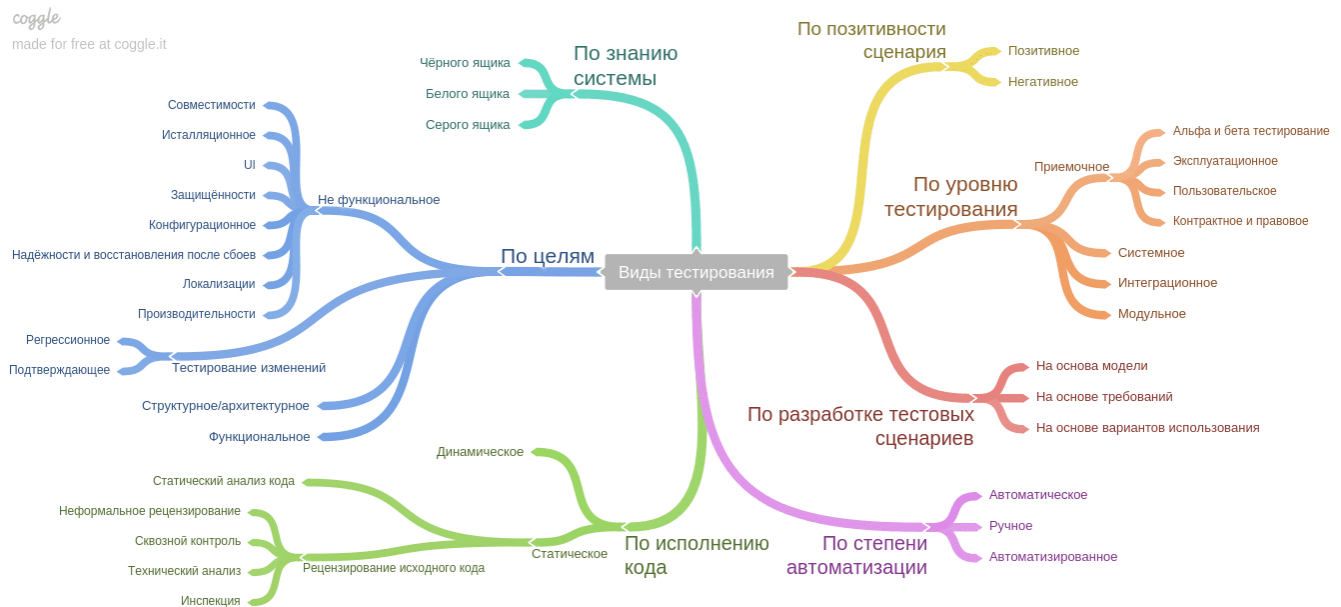 coggle
made for free at coggle.it
Виды тестирования
По знанию
системы
Чёрного ящика
Белого ящика
Серого ящика
По целям
Не функциональное
Совместимости
Исталляционное
UI
Защищённости
Конфигурационное
Надёжности и восстановления после сбоев
Локализации
Производительности
Тестирование изменений
Регрессионное
Подтверждающее
Структурное/архитектурное
Функциональное
По исполнению
кода
Динамическое
Статическое
Статический анализ кода
Рецензирование исходного кода
Неформальное рецензирование
Сквозной контроль
Технический анализ
Инспекция
По позитивности
сценария
Позитивное
Негативное
По уровню
тестирования
Приемочное
Альфа и бета тестирование
Эксплуатационное
Пользовательское
Контрактное и правовое
Системное
Интеграционное
Модульное
По разработке тестовых
сценариев
На основа модели
На основе требований
На основе вариантов использования
По степени
автоматизации
Автоматическое
Ручное
Автоматизированное